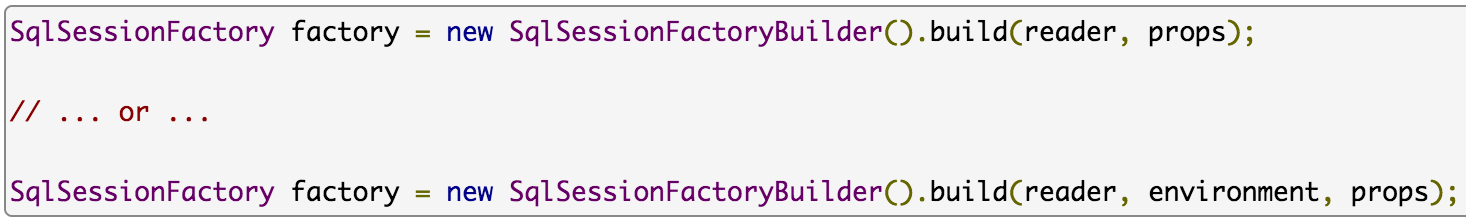 SqlSessionFactory factory = new SqlSessionFactoryBuilder().build(reader, props);
// ... or ...
SqlSessionFactory factory = new SqlSessionFactoryBuilder().build(reader, environment, props);